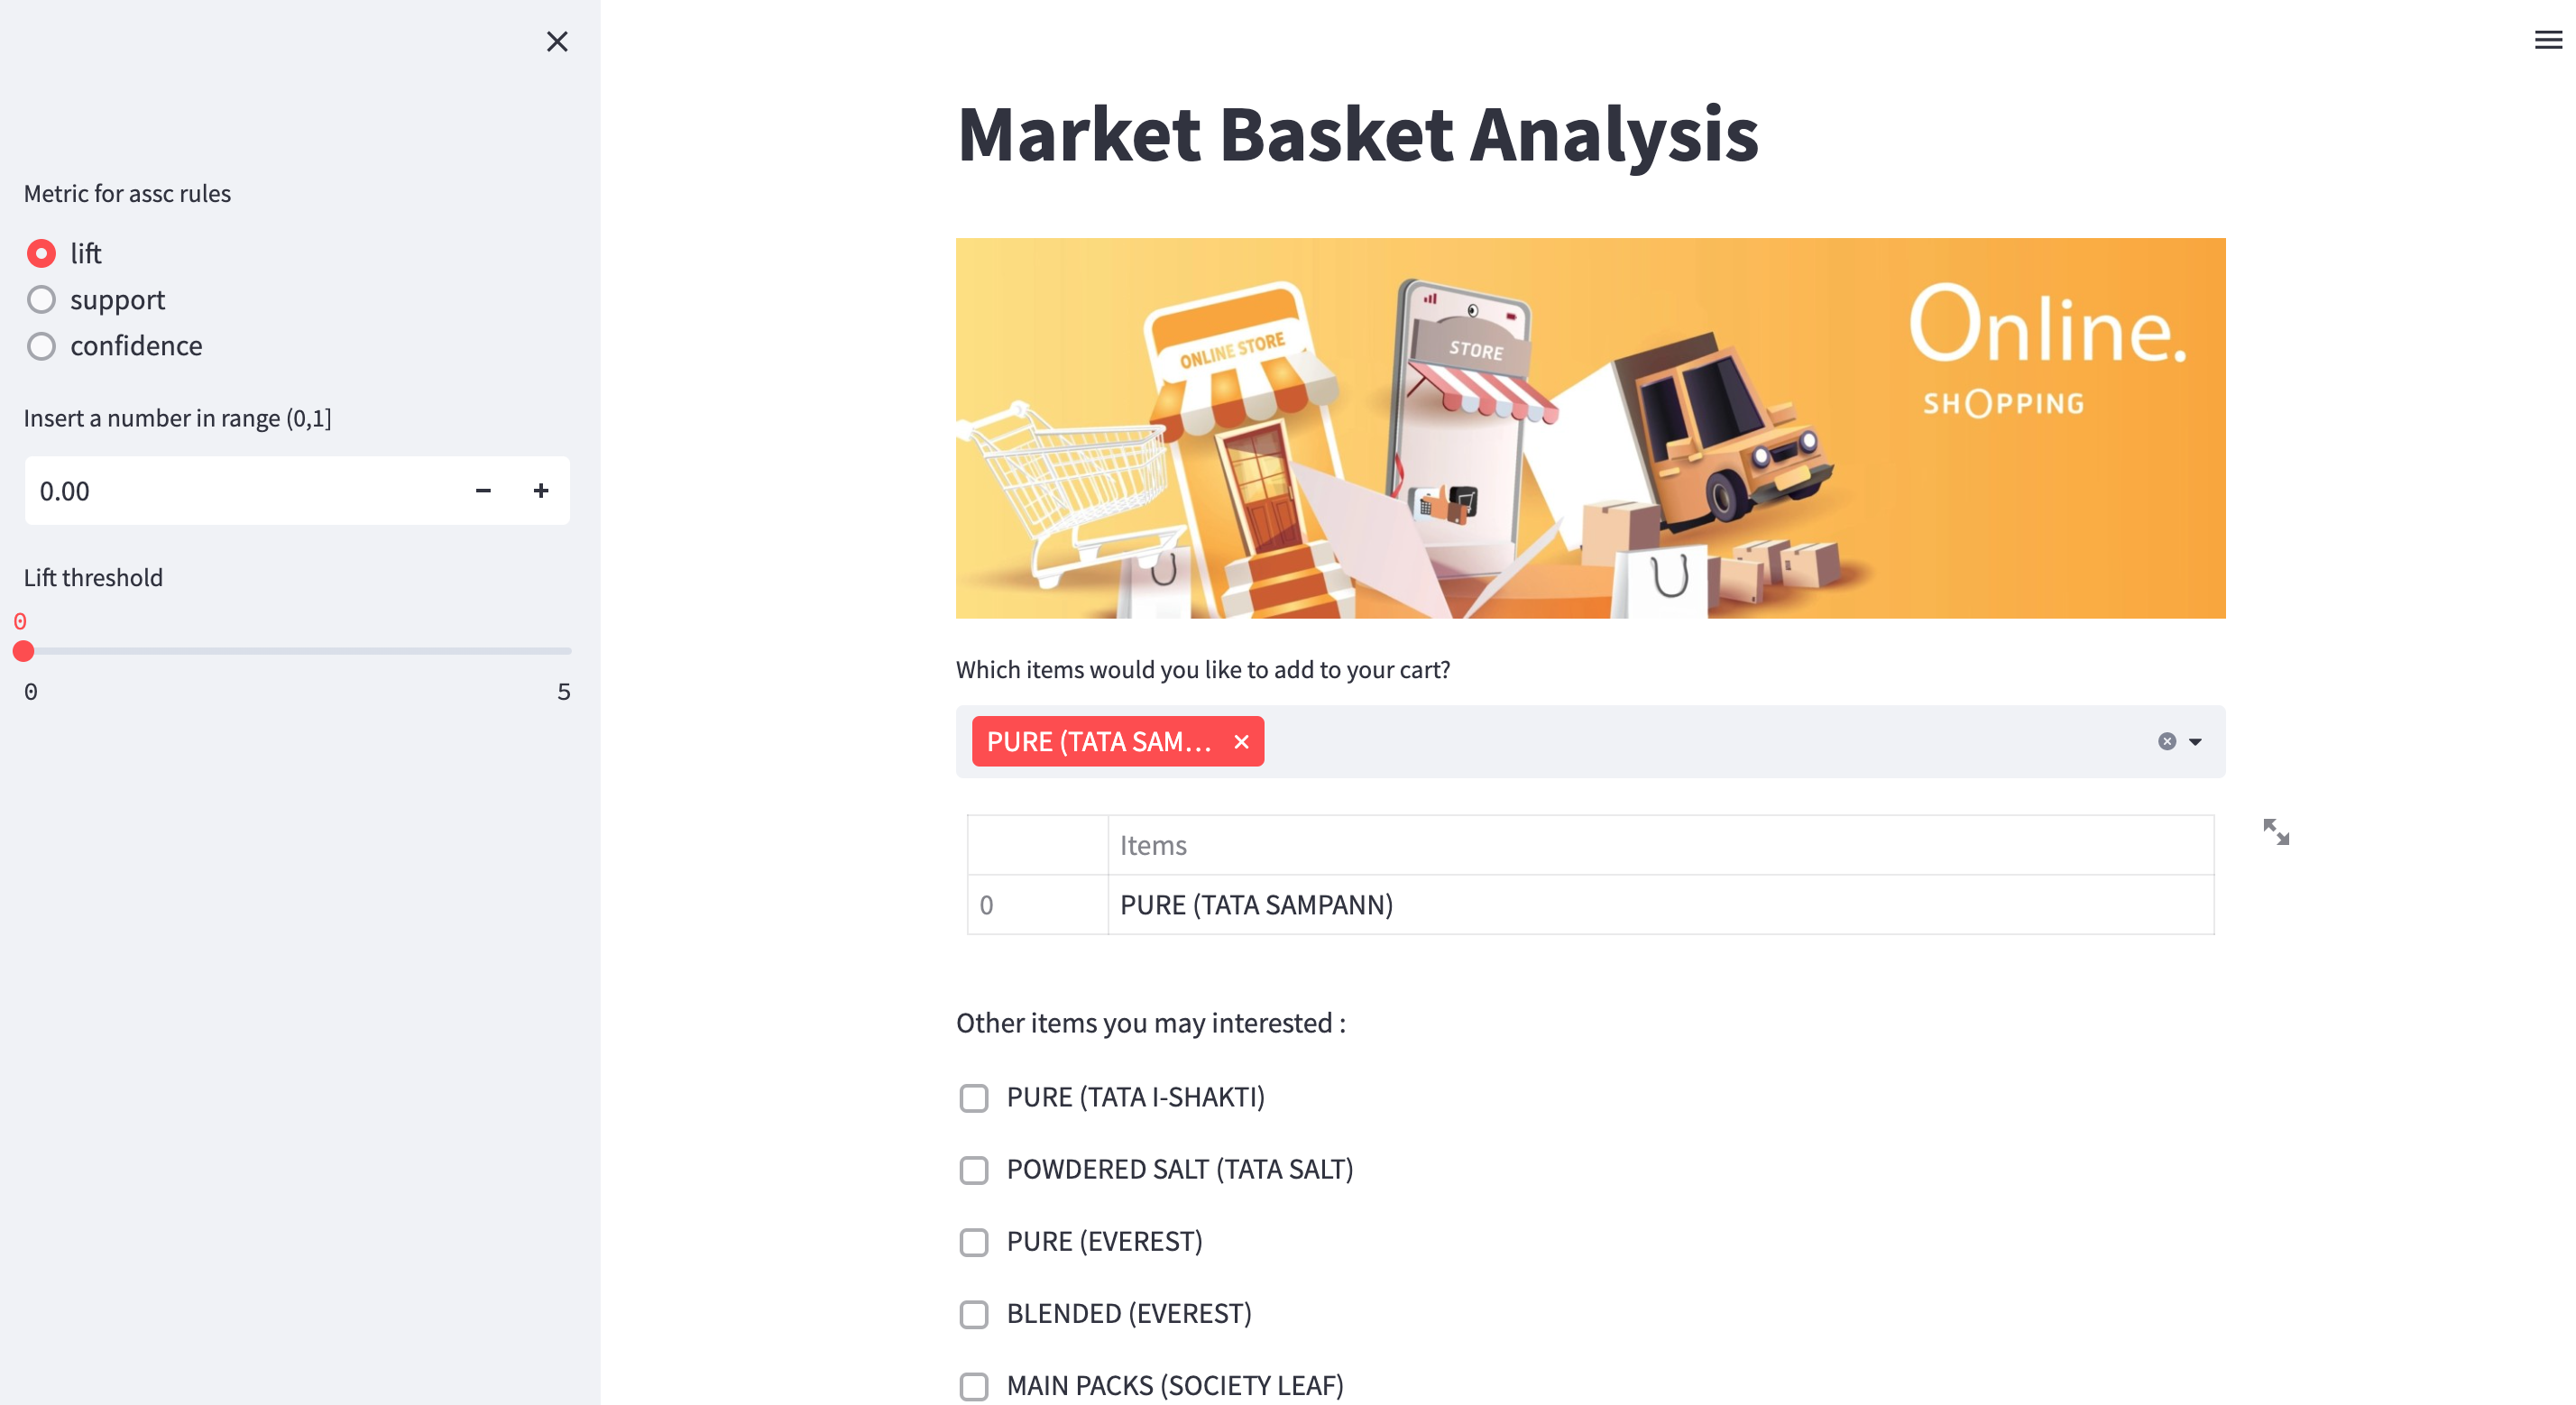 Metric for assc rules
lift
support
confidence
Insert a number in range (0,1]
0.00
Lift threshold
0
0 5
Market Basket Analysis
ONLINE STORE
STORE
Online.
SHOPPING
Which items would you like to add to your cart?
PURE (TATA SAM...
Items
0 PURE (TATA SAMPANN)
Other items you may interested :
PURE (TATA I-SHAKTI)
POWDERED SALT (TATA SALT)
PURE (EVEREST)
BLENDED (EVEREST)
MAIN PACKS (SOCIETY LEAF)